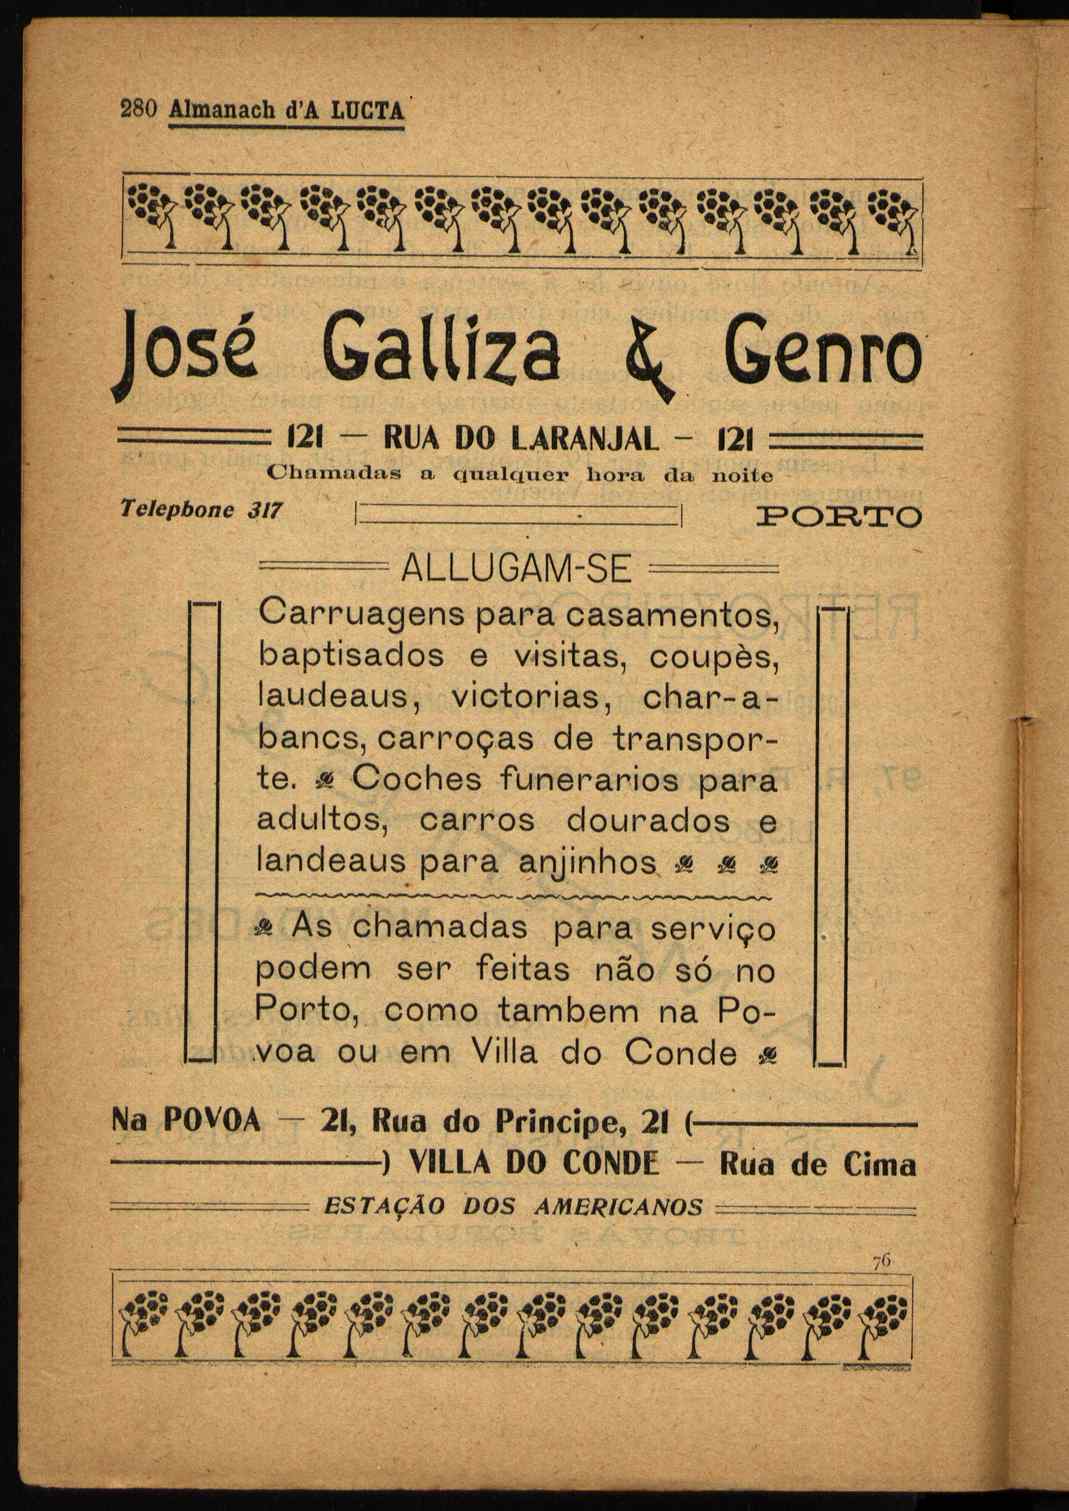 280 Almanach d'A LUCTA
José Galliza & Genro
121 — RUA DO LARANJAL — 121
Chamadas a qualquer hora da noite
Telephone 317 PORTO
ALLUGAM-SE
Carruagens para casamentos,
baptisados e visitas, coupès,
laudeaus, victorias, char-a-
bancs, carroças de transpor-
te. Coches funerarios para
adultos, carros dourados e
landeaus para anjinhos
As chamadas para serviço
podem ser feitas não só no
Porto, como tambem na Po-
voa ou em Villa do Conde
Na POVOA — 21, Rua do Principe, 21 (
) VILLA DO CONDE — Rua de Cima
ESTAÇÃO DOS AMERICANOS
76